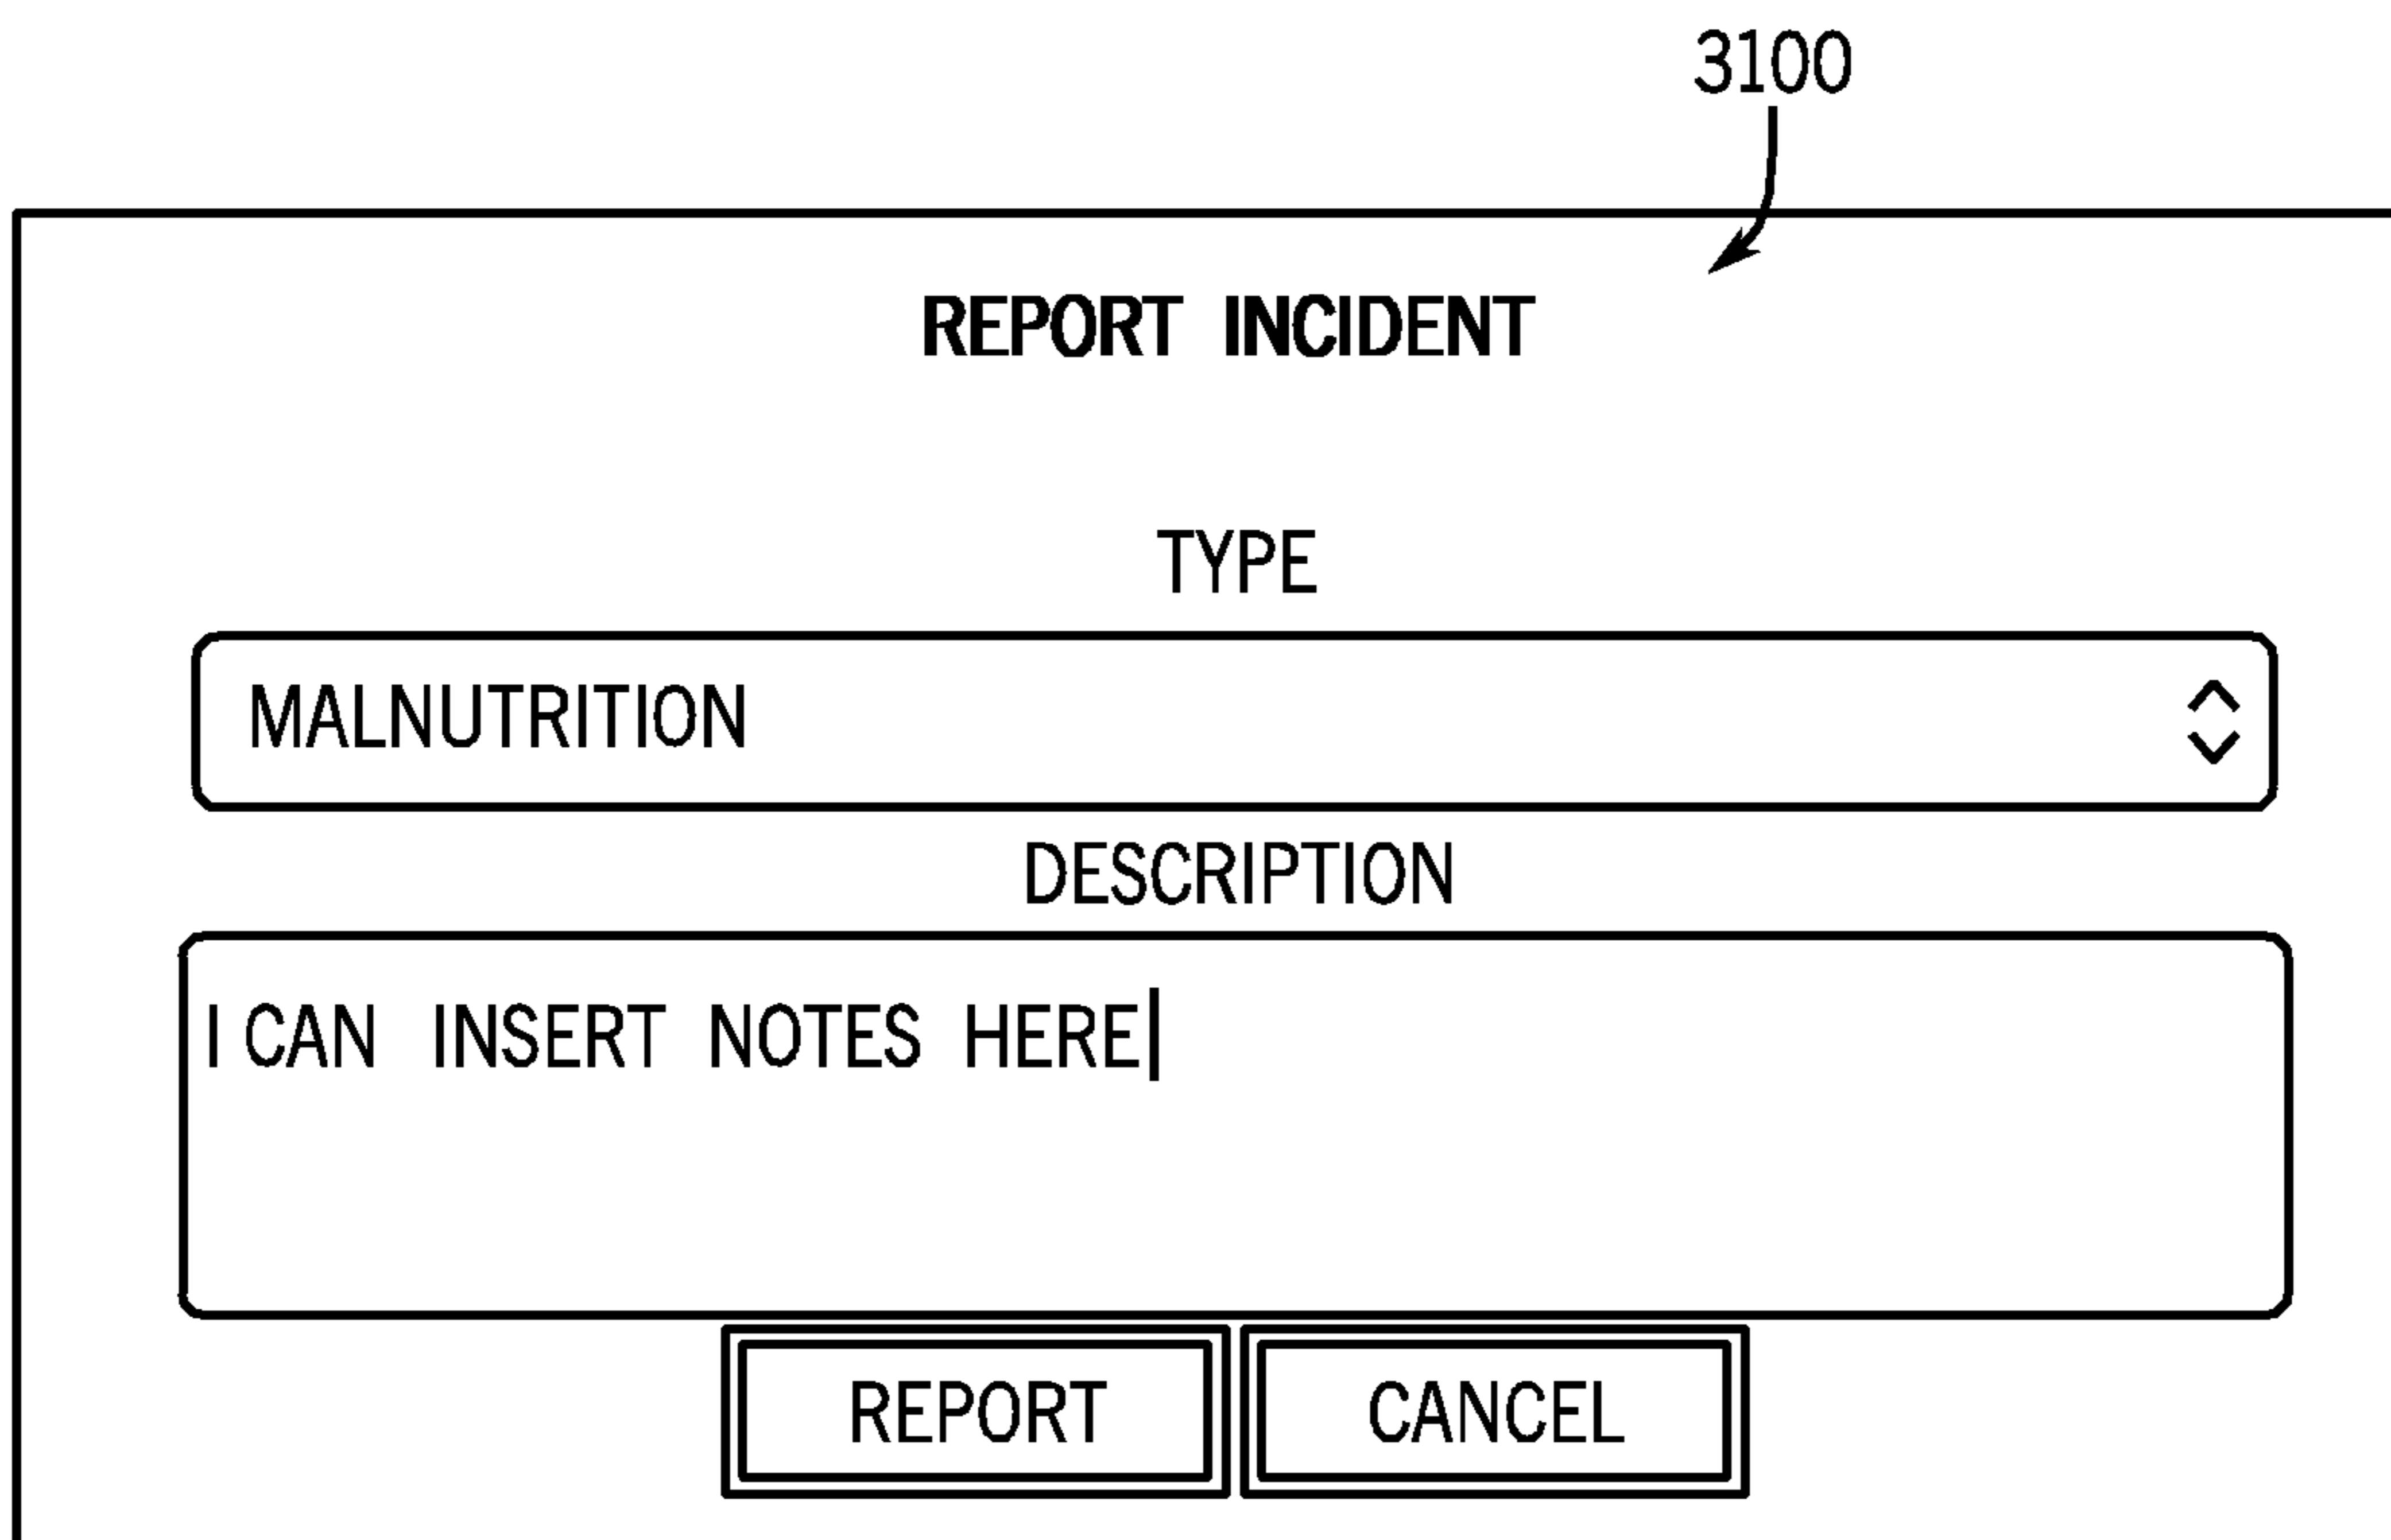 3100
REPORT INCIDENT
TYPE
MALNUTRITION
DESCRIPTION
I CAN INSERT NOTES HERE
REPORT CANCEL